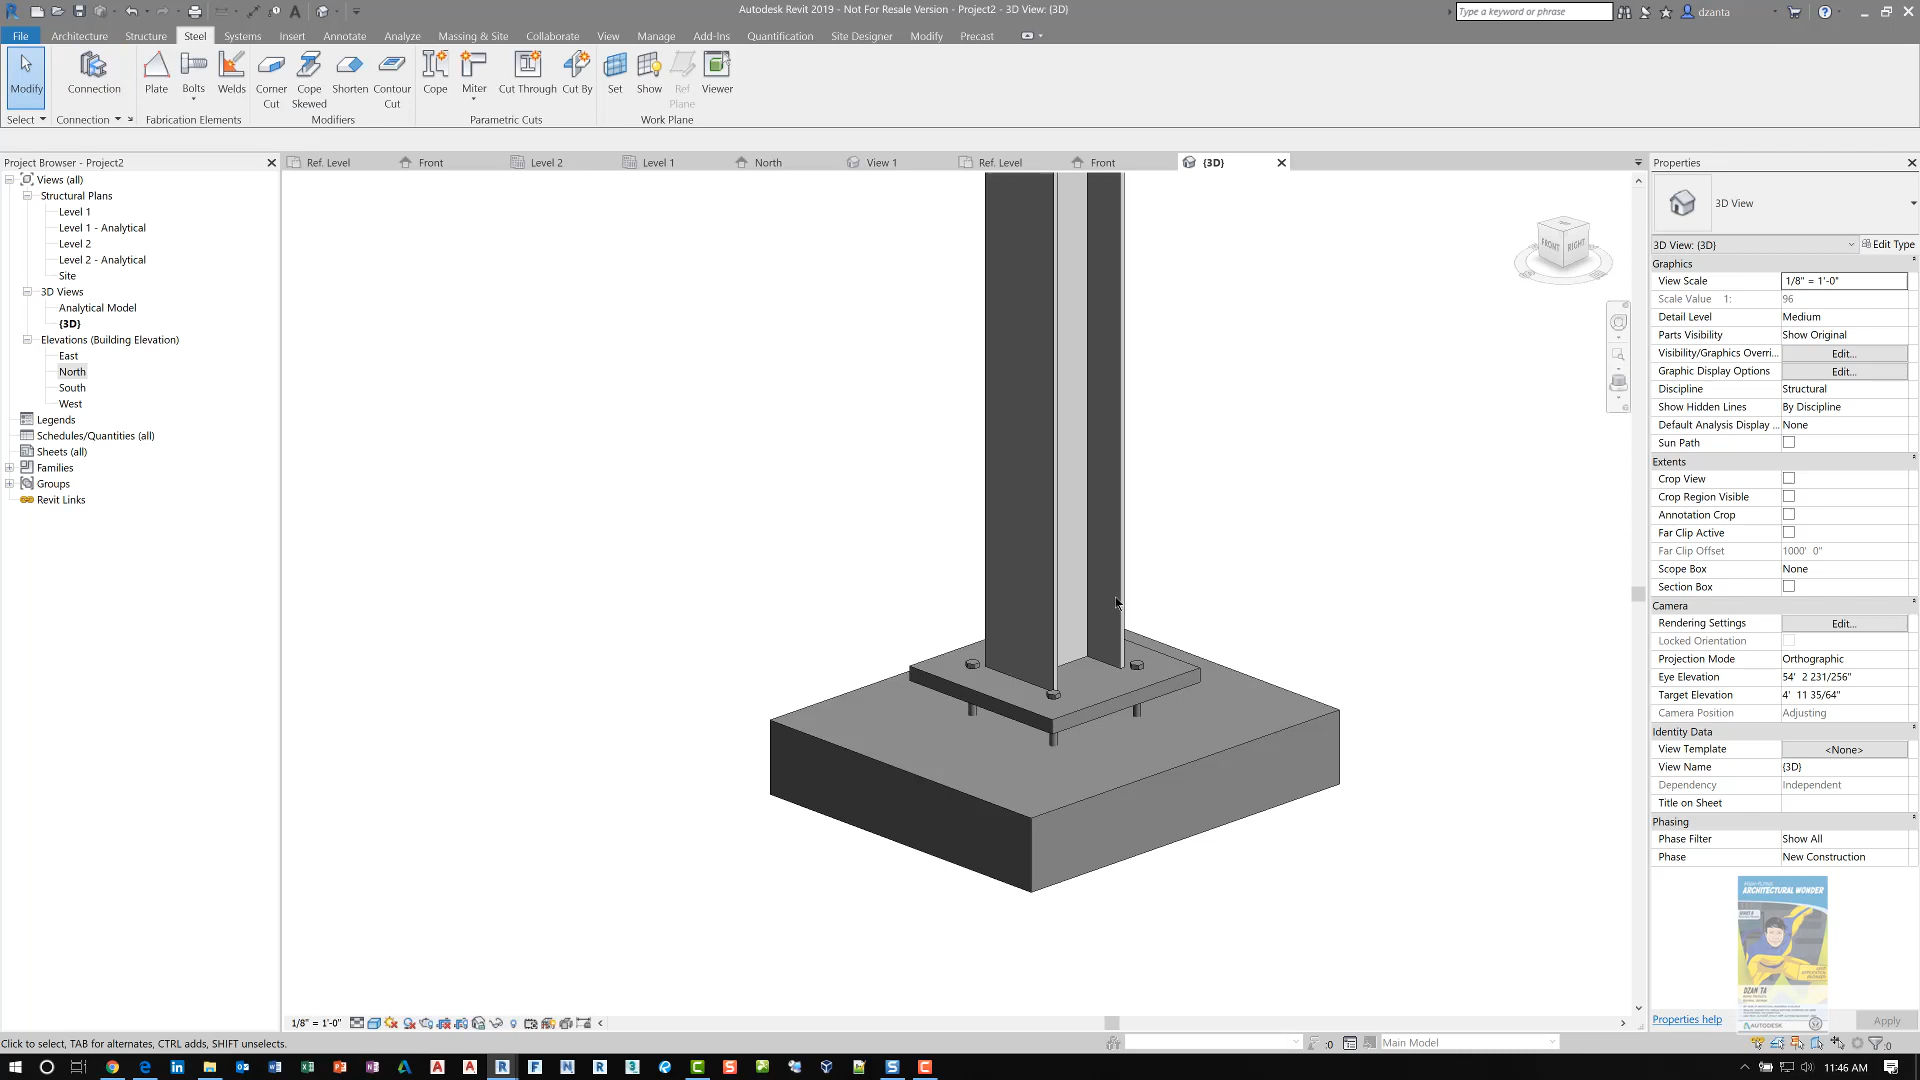 Autodesk Revit 2019 - Not For Resale Version - Project2 - 3D View: {3D}
Type a keyword or phrase
dzanta
File Architecture Structure Steel Systems Insert Annotate Analyze Massing & Site Collaborate View Manage Add-Ins Quantification Site Designer Modify Precast
Modify Connection Plate Bolts Welds Corner Cut Cope Skewed Shorten Contour Cut Cope Miter Cut Through Cut By Set Show Ref Plane Viewer
Select Connection Fabrication Elements Modifiers Parametric Cuts Work Plane
Project Browser - Project2
Ref. Level Front Level 2 Level 1 North View 1 Ref. Level Front {3D}
Properties
Views (all)
Structural Plans
Level 1
Level 1 - Analytical
Level 2
Level 2 - Analytical
Site
3D Views
Analytical Model
{3D}
Elevations (Building Elevation)
East
North
South
West
Legends
Schedules/Quantities (all)
Sheets (all)
Families
Groups
Revit Links
FRONT RIGHT
3D View
3D View: {3D} Edit Type
Graphics
View Scale 1/8" = 1'-0"
Scale Value 1: 96
Detail Level Medium
Parts Visibility Show Original
Visibility/Graphics Overri... Edit...
Graphic Display Options Edit...
Discipline Structural
Show Hidden Lines By Discipline
Default Analysis Display ... None
Sun Path
Extents
Crop View
Crop Region Visible
Annotation Crop
Far Clip Active
Far Clip Offset 1000' 0"
Scope Box None
Section Box
Camera
Rendering Settings Edit...
Locked Orientation
Projection Mode Orthographic
Eye Elevation 54' 2 231/256"
Target Elevation 4' 11 35/64"
Camera Position Adjusting
Identity Data
View Template <None>
View Name {3D}
Dependency Independent
Title on Sheet
Phasing
Phase Filter Show All
Phase New Construction
ARCHITECTURAL WONDER
DZAN TA
AUTODESK
Properties help Apply
1/8" = 1'-0"
Click to select, TAB for alternates, CTRL adds, SHIFT unselects.
:0
Main Model
:0
11:46 AM